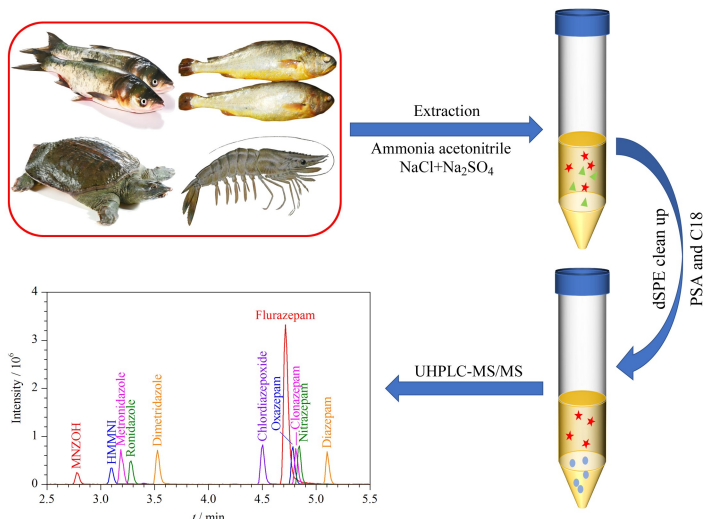 Extraction
Ammonia acetonitrile
NaCl+Na₂SO₄
dSPE clean up
PSA and C18
UHPLC-MS/MS
Intensity / 10⁶
4
3
2
1
0
MNZOH
HMMNI
Metronidazole
Ronidazole
Dimetridazole
Chlordiazepoxide
Flurazepam
Oxazepam
Clonazepam
Nitrazepam
Diazepam
2.5 3.0 3.5 4.0 4.5 5.0 5.5
t / min